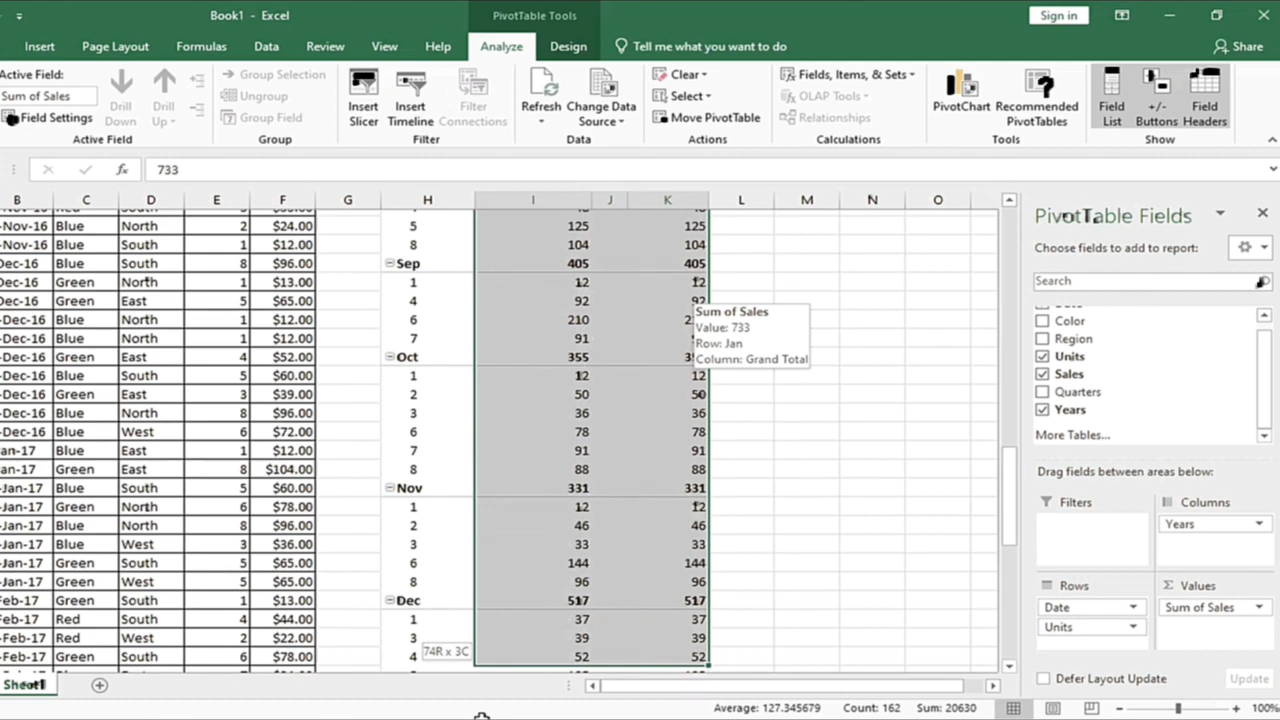 Book1 - Excel
PivotTable Tools
Sign in
Insert Page Layout Formulas Data Review View Help Analyze Design Tell me what you want to do Share
Active Field:
Sum of Sales
Field Settings
Drill Down
Drill Up
Active Field
Group Selection
Ungroup
Group Field
Group
Insert Slicer
Insert Timeline
Filter Connections
Filter
Refresh
Change Data Source
Data
Clear
Select
Move PivotTable
Actions
Fields, Items, & Sets
OLAP Tools
Relationships
Calculations
PivotChart
Recommended PivotTables
Tools
Field List
+/- Buttons
Field Headers
Show
fx 733
B C D E F G H I J K L M N O
5 125 125
-Nov-16 Blue North 2 $24.00
8 104 104
-Nov-16 Blue South 1 $12.00
Dec-16 Blue South 8 $96.00 Sep 405 405
Dec-16 Green North 1 $13.00 1 12 12
Dec-16 Green East 5 $65.00 4 92 92
-Dec-16 Blue North 1 $12.00 6 210
-Dec-16 Blue North 1 $12.00 7 91
-Dec-16 Green East 4 $52.00 Oct 355
Dec-16 Blue South 5 $60.00 1 12 12
Dec-16 Green East 3 $39.00 2 50 50
-Dec-16 Blue North 8 $96.00 3 36 36
-Dec-16 Blue West 6 $72.00 6 78 78
an-17 Blue East 1 $12.00 7 91 91
an-17 Green East 8 $104.00 8 88 88
-Jan-17 Blue South 5 $60.00 Nov 331 331
-Jan-17 Green North 6 $78.00 1 12 12
-Jan-17 Blue North 8 $96.00 2 46 46
-Jan-17 Blue West 3 $36.00 3 33 33
-Jan-17 Green South 5 $65.00 6 144 144
-Jan-17 Green West 5 $65.00 8 96 96
Feb-17 Green South 1 $13.00 Dec 517 517
-Feb-17 Red South 4 $44.00 1 37 37
-Feb-17 Red West 2 $22.00 3 39 39
-Feb-17 Green South 6 $78.00 4 52 52
74R x 3C
Sum of Sales
Value: 733
Row: Jan
Column: Grand Total
PivotTable Fields
Choose fields to add to report:
Search
Color
Region
Units
Sales
Quarters
Years
More Tables...
Drag fields between areas below:
Filters
Columns
Years
Rows
Date
Units
Σ Values
Sum of Sales
Defer Layout Update
Update
Sheet1
Average: 127.345679 Count: 162 Sum: 20630 100%